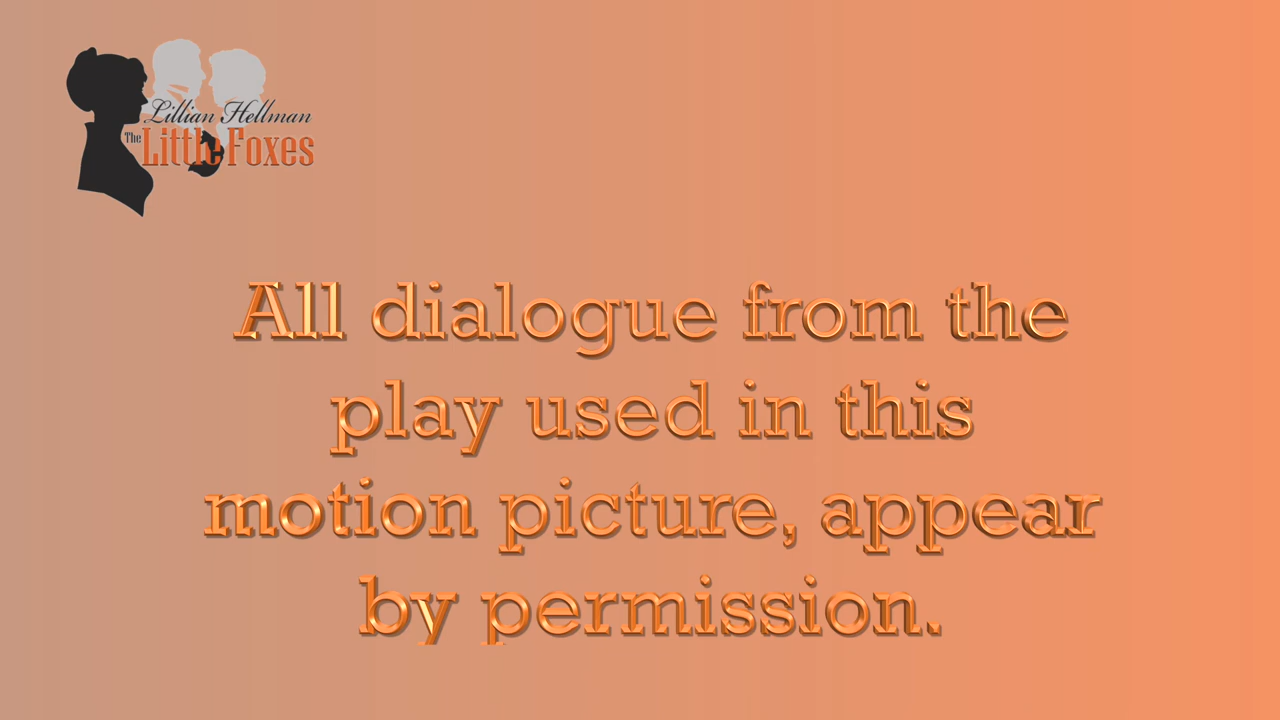 Lillian Hellman
The Little Foxes
All dialogue from the
play used in this
motion picture, appear
by permission.